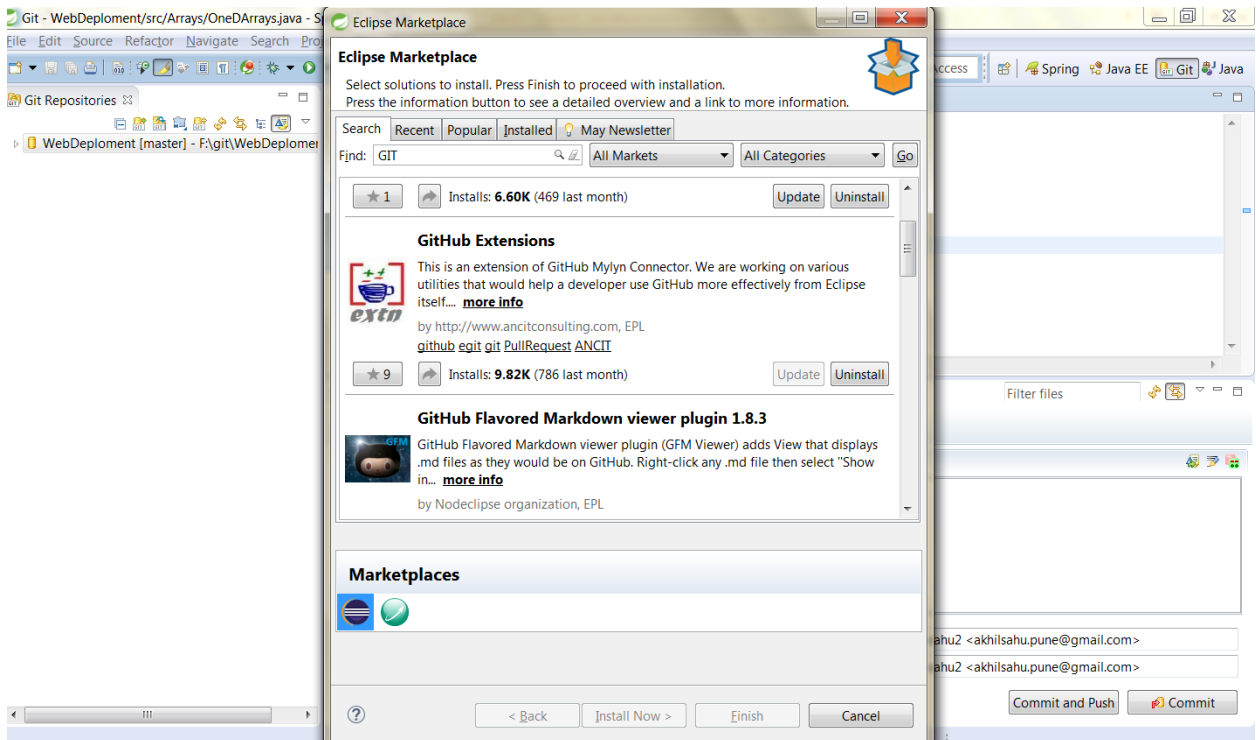 Git - WebDeploment/src/Arrays/OneDArrays.java - S
File Edit Source Refactor Navigate Search Pro
Git Repositories
WebDeploment [master] - F:\git\WebDeplomer
Eclipse Marketplace
Eclipse Marketplace
Select solutions to install. Press Finish to proceed with installation.
Press the information button to see a detailed overview and a link to more information.
Search Recent Popular Installed May Newsletter
Find: GIT All Markets All Categories Go
1 Installs: 6.60K (469 last month) Update Uninstall
GitHub Extensions
This is an extension of GitHub Mylyn Connector. We are working on various
utilities that would help a developer use GitHub more effectively from Eclipse
itself.... more info
extn
by http://www.ancitconsulting.com, EPL
github egit git PullRequest ANCIT
9 Installs: 9.82K (786 last month) Update Uninstall
GitHub Flavored Markdown viewer plugin 1.8.3
GFM
GitHub Flavored Markdown viewer plugin (GFM Viewer) adds View that displays
.md files as they would be on GitHub. Right-click any .md file then select "Show
in... more info
by Nodeclipse organization, EPL
Marketplaces
< Back Install Now > Finish Cancel
Access Spring Java EE Git Java
Filter files
ahu2 <akhilsahu.pune@gmail.com>
ahu2 <akhilsahu.pune@gmail.com>
Commit and Push Commit